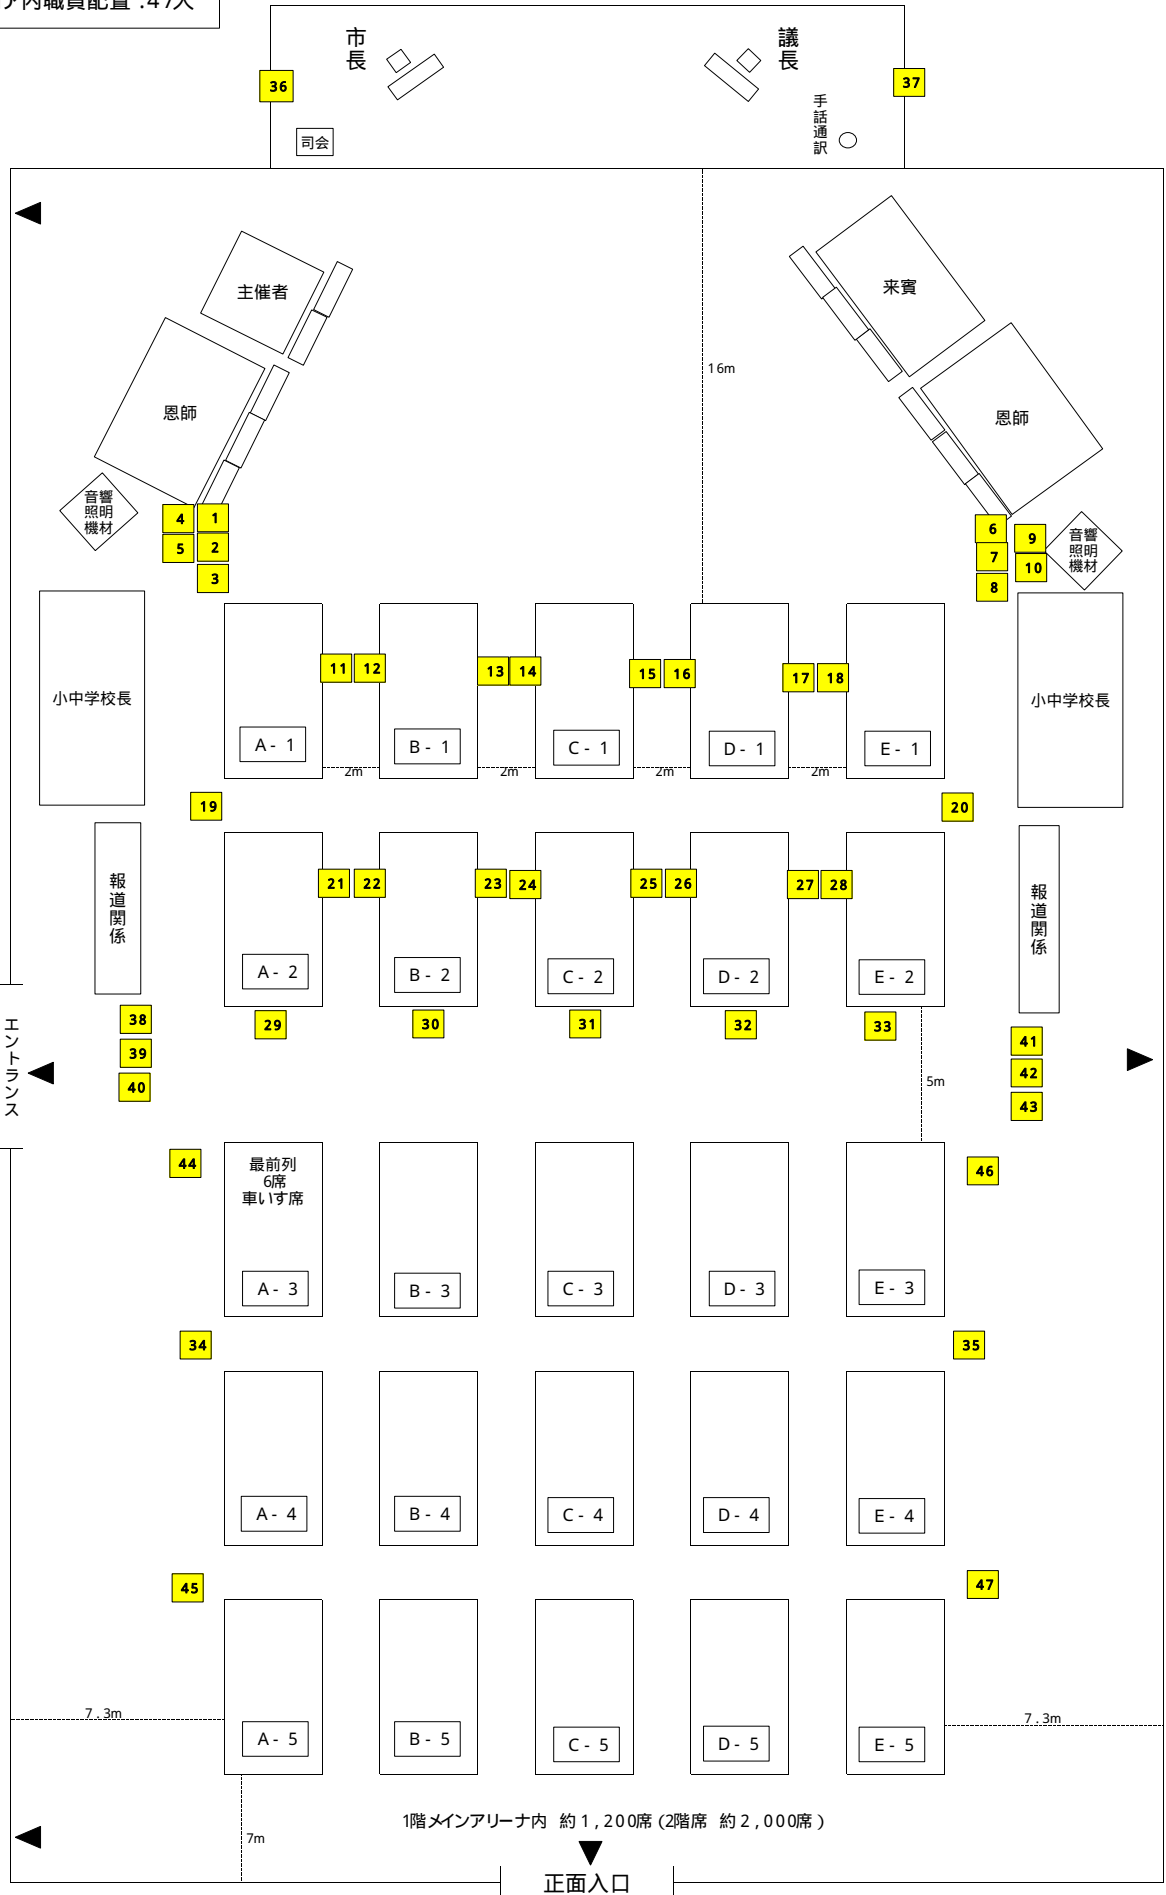 ア内職員配置:47人
市長
議長
36
37
手話通訳
司会
主催者
来賓
恩師
恩師
16m
音響
照明
機材
4
1
5
2
3
6
9
7
10
8
音響
照明
機材
小中学校長
小中学校長
11
12
13
14
15
16
17
18
A- 1
B- 1
C- 1
D- 1
E- 1
2m
2m
2m
2m
19
20
報道関係
報道関係
21
22
23
24
25
26
27
28
A- 2
B- 2
C- 2
D- 2
E- 2
29
30
31
32
33
38
39
40
41
42
43
エントランス
5m
44
46
最前列
6席
車いす席
A- 3
B- 3
C- 3
D- 3
E- 3
34
35
A- 4
B- 4
C- 4
D- 4
E- 4
45
47
A- 5
B- 5
C- 5
D- 5
E- 5
7.3m
7.3m
7m
1階メインアリーナ内 約1,200席(2階席 約2,000席)
正面入口